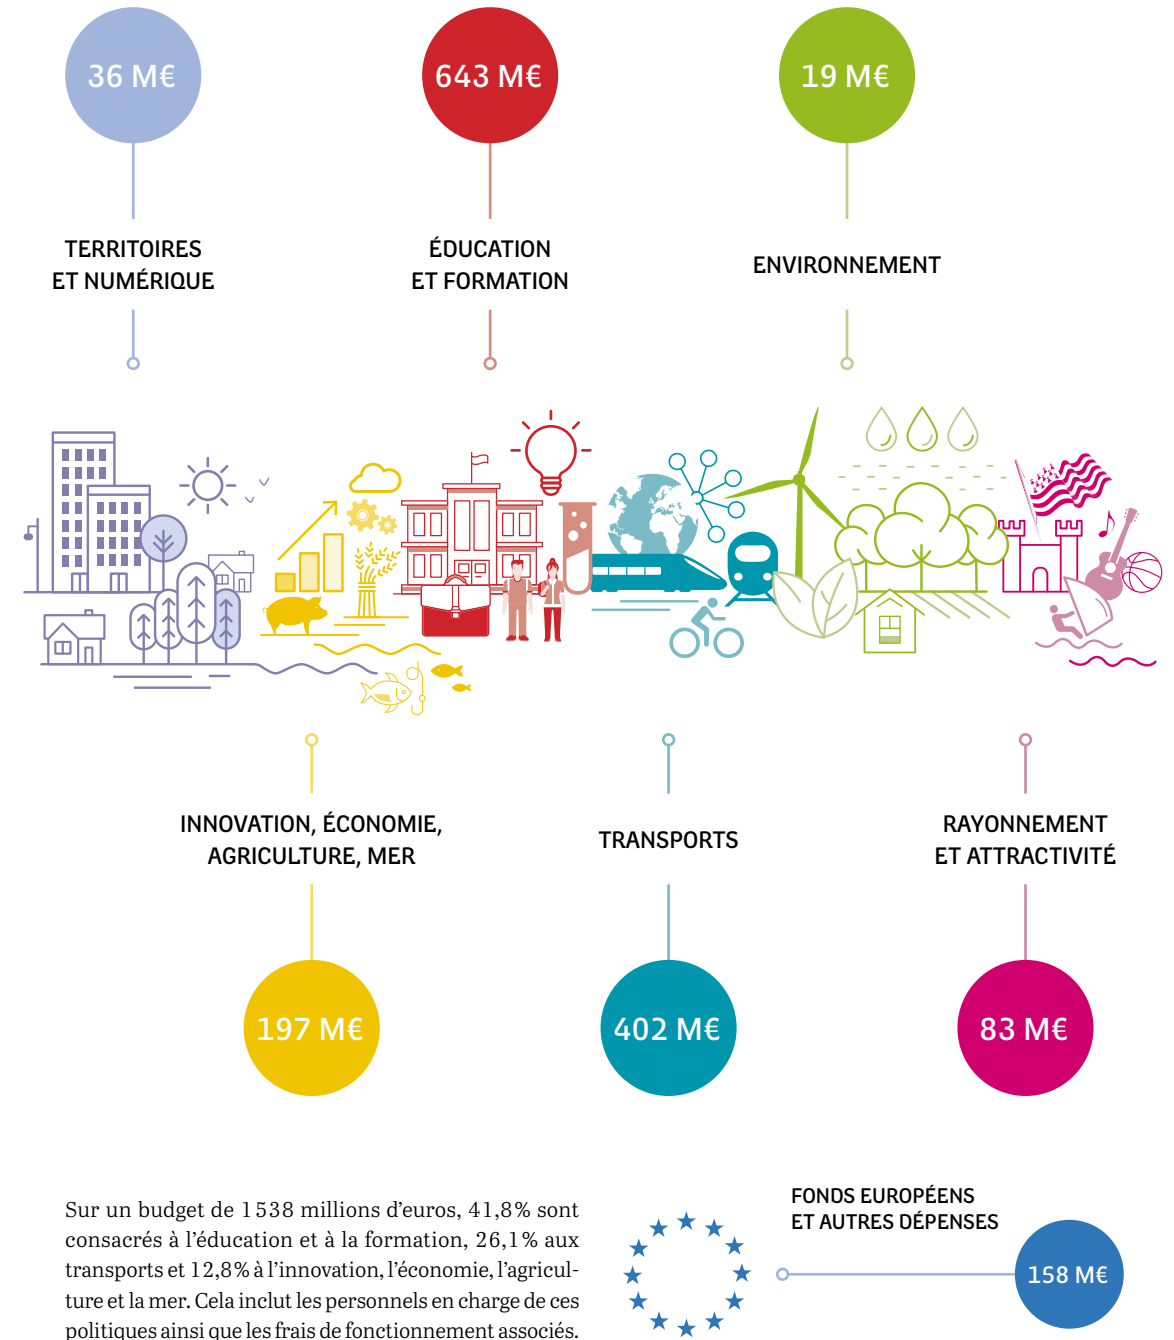 36 M€
643 M€
19 M€
TERRITOIRES
ET NUMÉRIQUE
ÉDUCATION
ET FORMATION
ENVIRONNEMENT
INNOVATION, ÉCONOMIE,
AGRICULTURE, MER
TRANSPORTS
RAYONNEMENT
ET ATTRACTIVITÉ
197 M€
402 M€
83 M€
Sur un budget de 1538 millions d’euros, 41,8% sont
consacrés à l’éducation et à la formation, 26,1% aux
transports et 12,8% à l’innovation, l’économie, l’agricul-
ture et la mer. Cela inclut les personnels en charge de ces
politiques ainsi que les frais de fonctionnement associés.
FONDS EUROPÉENS
ET AUTRES DÉPENSES
158 M€